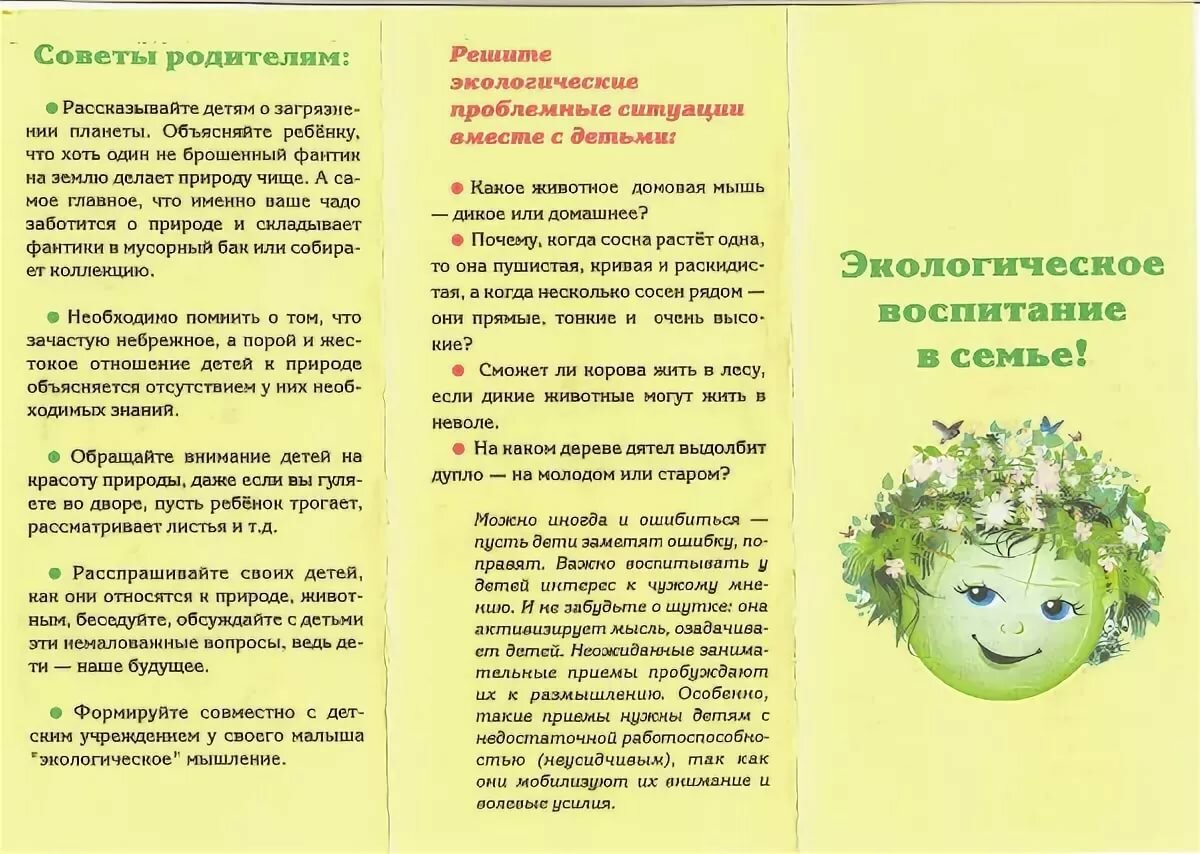 Советы родителям:
● Рассказывайте детям о загрязне-
нии планеты. Объясняйте ребёнку,
что хоть один не брошенный фантик
на землю делает природу чище. А са-
мое главное, что именно ваше чадо
заботится о природе и складывает
фантики в мусорный бак или собира-
ет коллекцию.
● Необходимо помнить о том, что
зачастую небрежное, а порой и жес-
токое отношение детей к природе
объясняется отсутствием у них необ-
ходимых знаний.
● Обращайте внимание детей на
красоту природы, даже если вы гуля-
ете во дворе, пусть ребёнок трогает,
рассматривает листья и т.д.
● Расспрашивайте своих детей,
как они относятся к природе, живот-
ным, беседуйте, обсуждайте с детьми
эти немаловажные вопросы, ведь де-
ти — наше будущее.
● Формируйте совместно с дет-
ским учреждением у своего малыша
"экологическое" мышление.
Решите
экологические
проблемные ситуации
вместе с детьми:
● Какое животное домовая мышь
— дикое или домашнее?
● Почему, когда сосна растёт одна,
то она пушистая, кривая и раскидис-
тая, а когда несколько сосен рядом —
они прямые, тонкие и очень высо-
кие?
● Сможет ли корова жить в лесу,
если дикие животные могут жить в
неволе.
● На каком дереве дятел выдолбит
дупло — на молодом или старом?
Можно иногда и ошибиться —
пусть дети заметят ошибку, по-
правят. Важно воспитывать у
детей интерес к чужому мне-
нию. И не забудьте о шутке: она
активизирует мысль, озадачива-
ет детей. Неожиданные занима-
тельные приемы пробуждают
их к размышлению. Особенно,
такие приемы нужны детям с
недостаточной работоспособно-
стью (неусидчивым), так как
они мобилизуют их внимание и
волевые усилия.
Экологическое
воспитание
в семье!